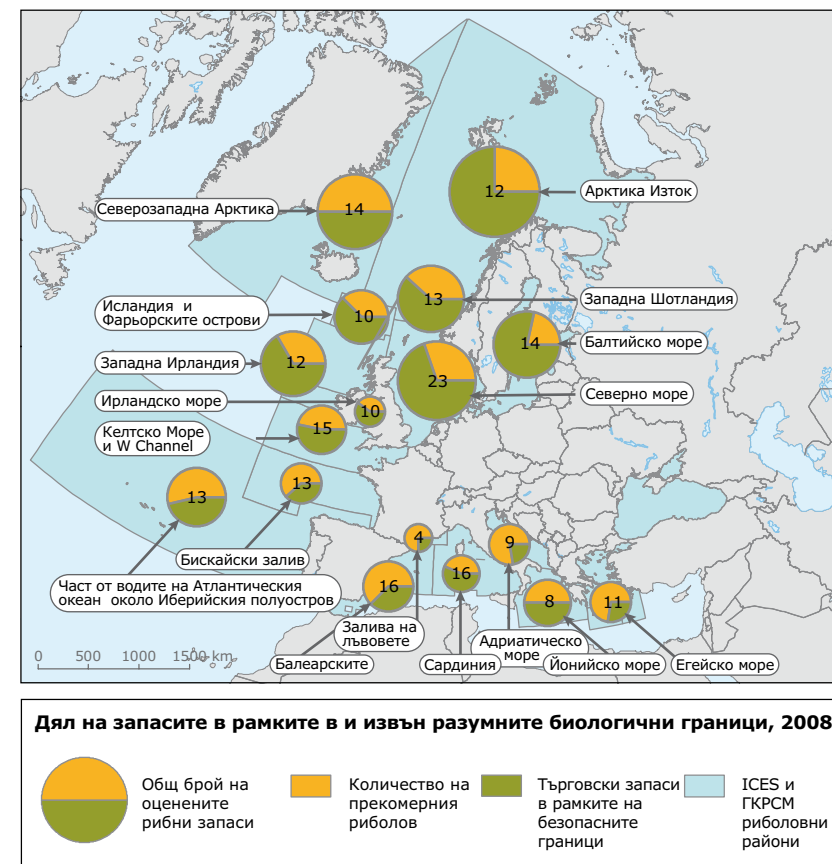 12
Арктика Изток
Северозападна Арктика
14
13
Западна Шотландия
Исландия и
Фарьорските острови
10
14
Балтийско море
12
Западна Ирландия
23
Северно море
Ирландско море
10
Келтско Море
и W Channel
15
13
13
Бискайски залив
4
9
Част от водите на Атлантическия
океан около Иберийския полуостров
16
16
8
11
Залива на
лъвовете
Адриатическо
море
0 500 1000 1500 km
Балеарските
Сардиния
Йонийско море
Егейско море
Дял на запасите в рамките в и извън разумните биологични граници, 2008
Общ брой на
оценените
рибни запаси
Количество на
прекомерния
риболов
Търговски запаси
в рамките на
безопасните
граници
ICES и
ГКРСМ
риболовни
райони